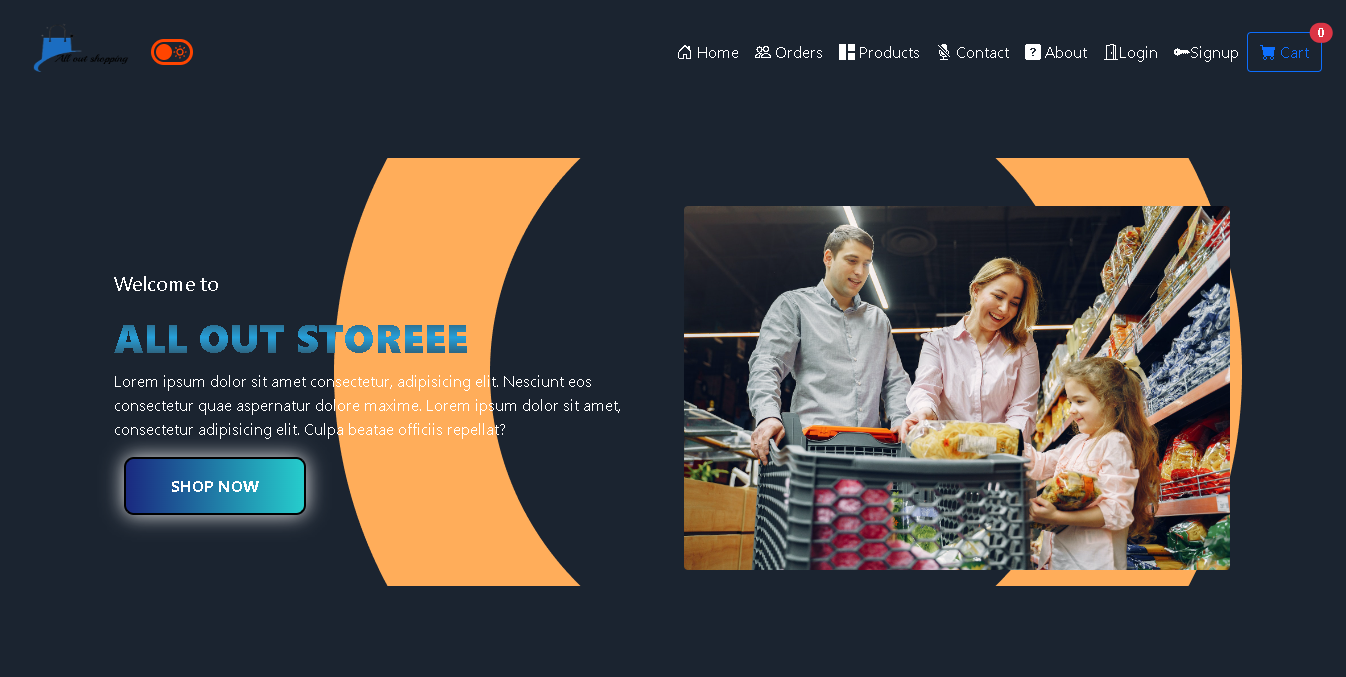 All out shopping
Home Orders Products Contact ? About Login Signup Cart 0
Welcome to
ALL OUT STOREEE
Lorem ipsum dolor sit amet consectetur, adipisicing elit. Nesciunt eos
consectetur quae aspernatur dolore maxime. Lorem ipsum dolor sit amet,
consectetur adipisicing elit. Culpa beatae officiis repellat?
SHOP NOW